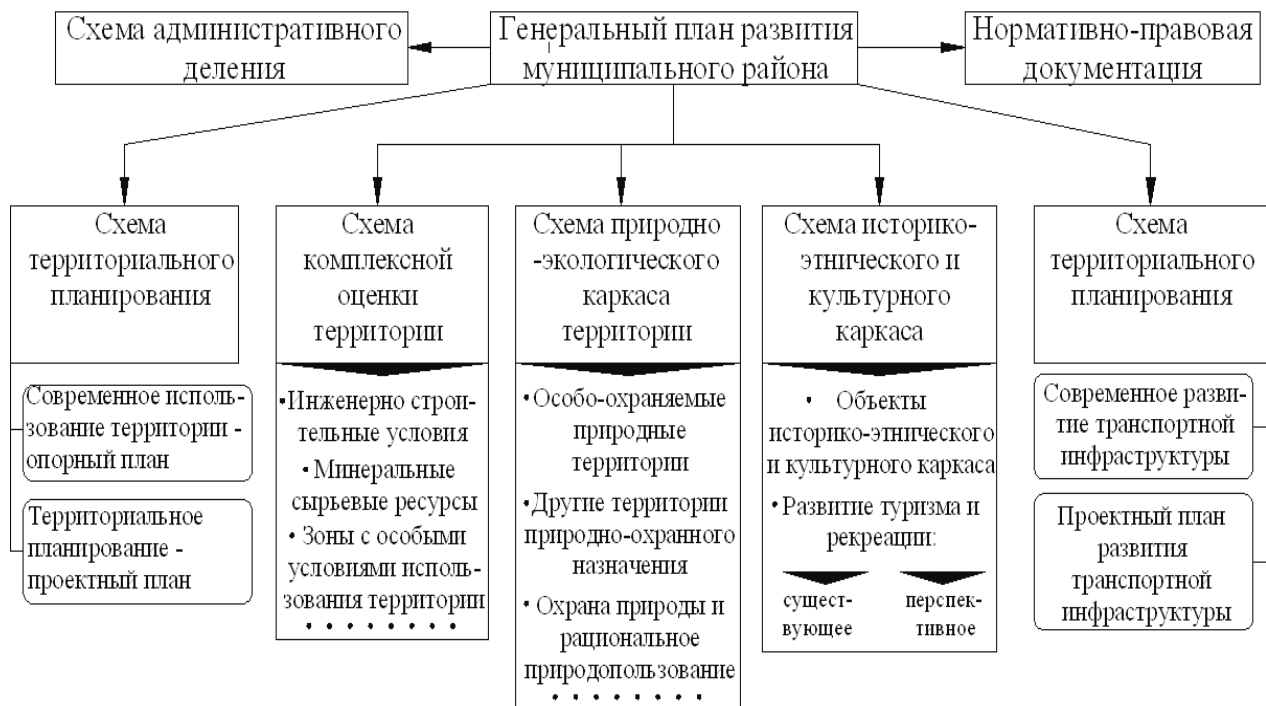 Схема административного
деления
Генеральный план развития
муниципального района
Нормативно-правовая
документация
Схема
территориального
планирования
Современное исполь-
зование территории -
опорный план
Территориальное
планирование -
проектный план
Схема
комплексной
оценки
территории
•Инженерно строи-
тельные условия
• Минеральные
сырьевые ресурсы
• Зоны с особыми
условиями исполь-
зования территории
Схема природно
-экологического
каркаса
территории
• Особо-охраняемые
природные
территории
•Другие территории
природно-охранного
назначения
• Охрана природы и
рациональное
природопользование
Схема историко-
этнического и
культурного
каркаса
• Объекты
историко-этнического
и культурного каркаса
• Развитие туризма и
рекреации:
сущест-
вующее
перспек-
тивное
Схема
территориального
планирования
Современное разви-
тие транспортной
инфраструктуры
Проектный план
развития
транспортной
инфраструктуры